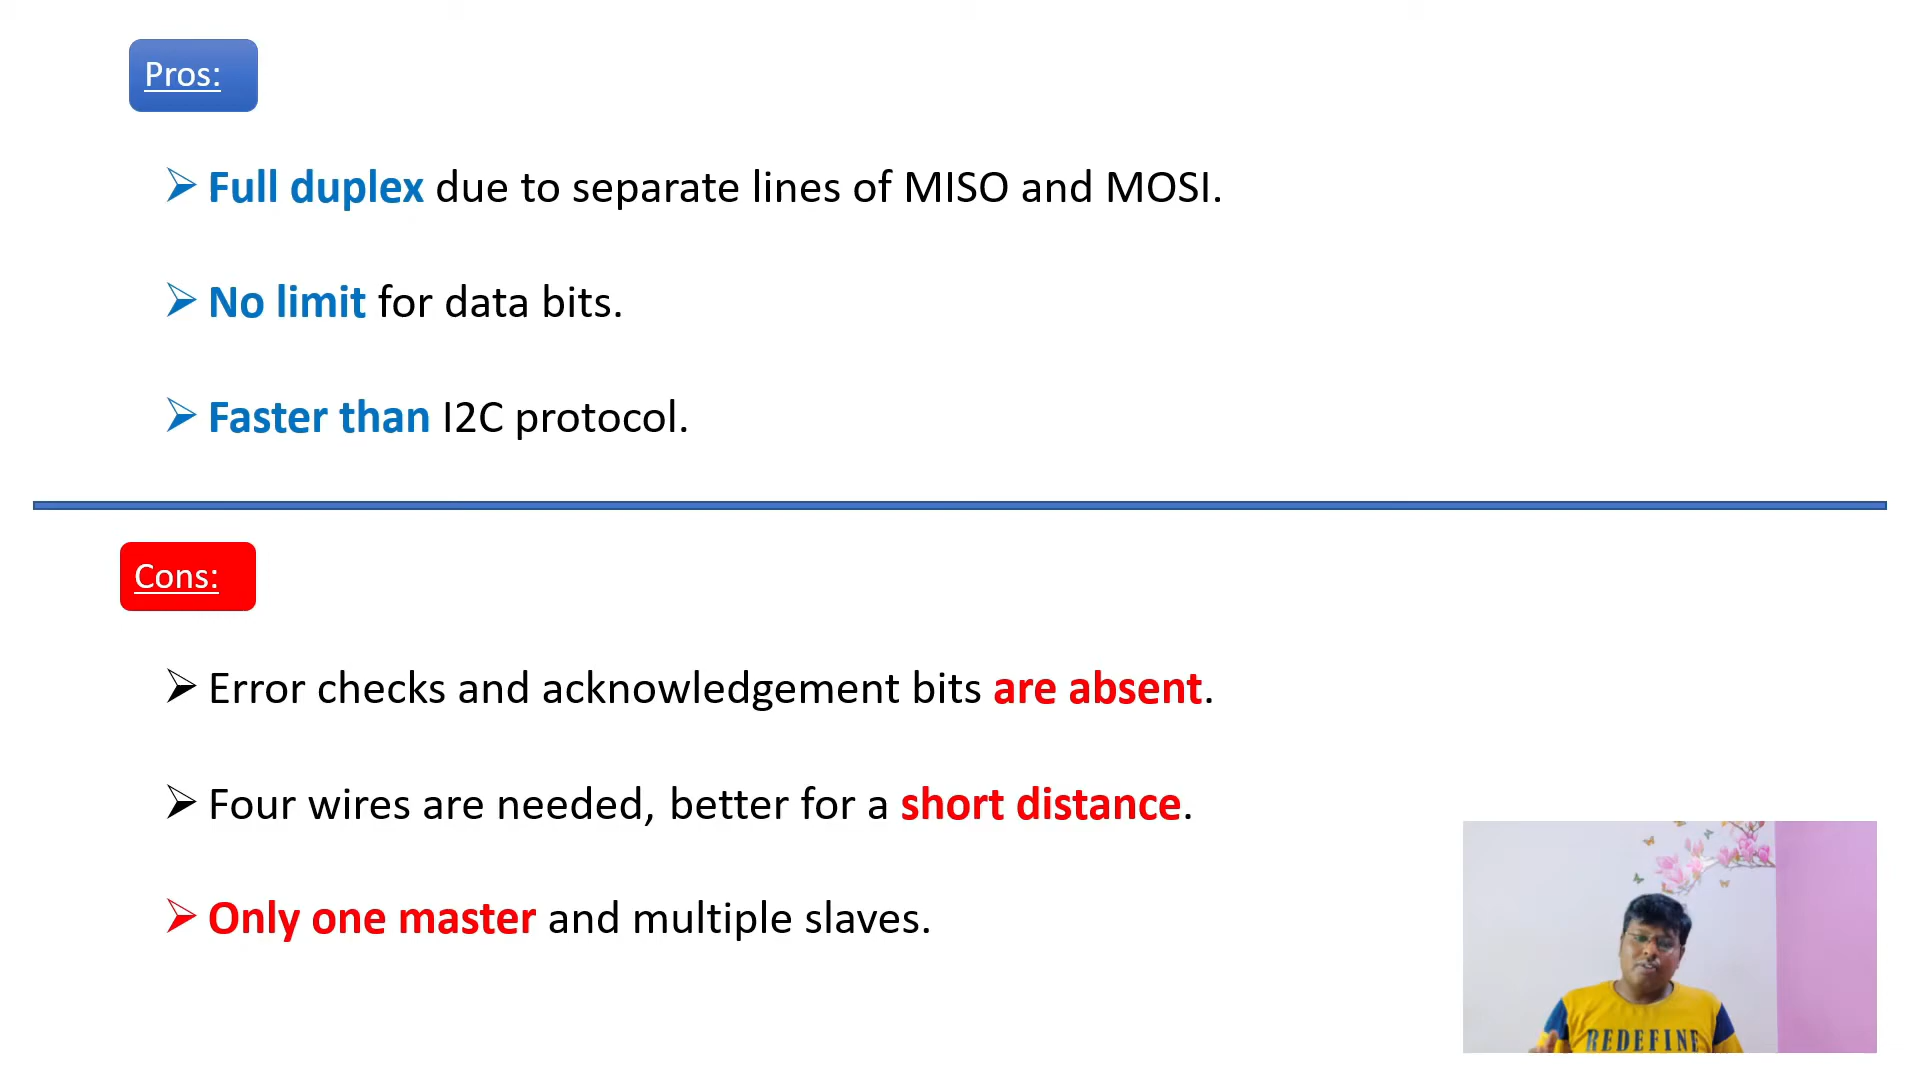 Pros:
Full duplex due to separate lines of MISO and MOSI.
No limit for data bits.
Faster than I2C protocol.
Cons:
Error checks and acknowledgement bits are absent.
Four wires are needed, better for a short distance.
Only one master and multiple slaves.
REDEFINE